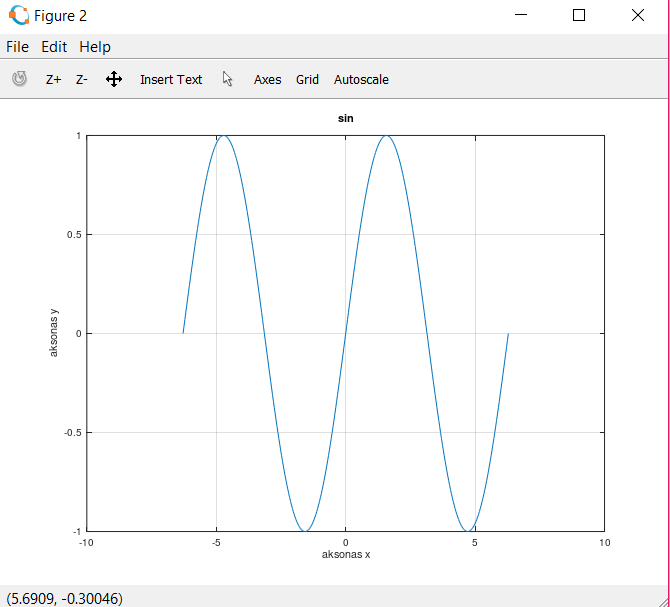 Figure 2
File Edit Help
Z+ Z- Insert Text Axes Grid Autoscale
sin
1
0.5
0
-0.5
-1
aksonas y
-10 -5 0 5 10
aksonas x
(5.6909, -0.30046)